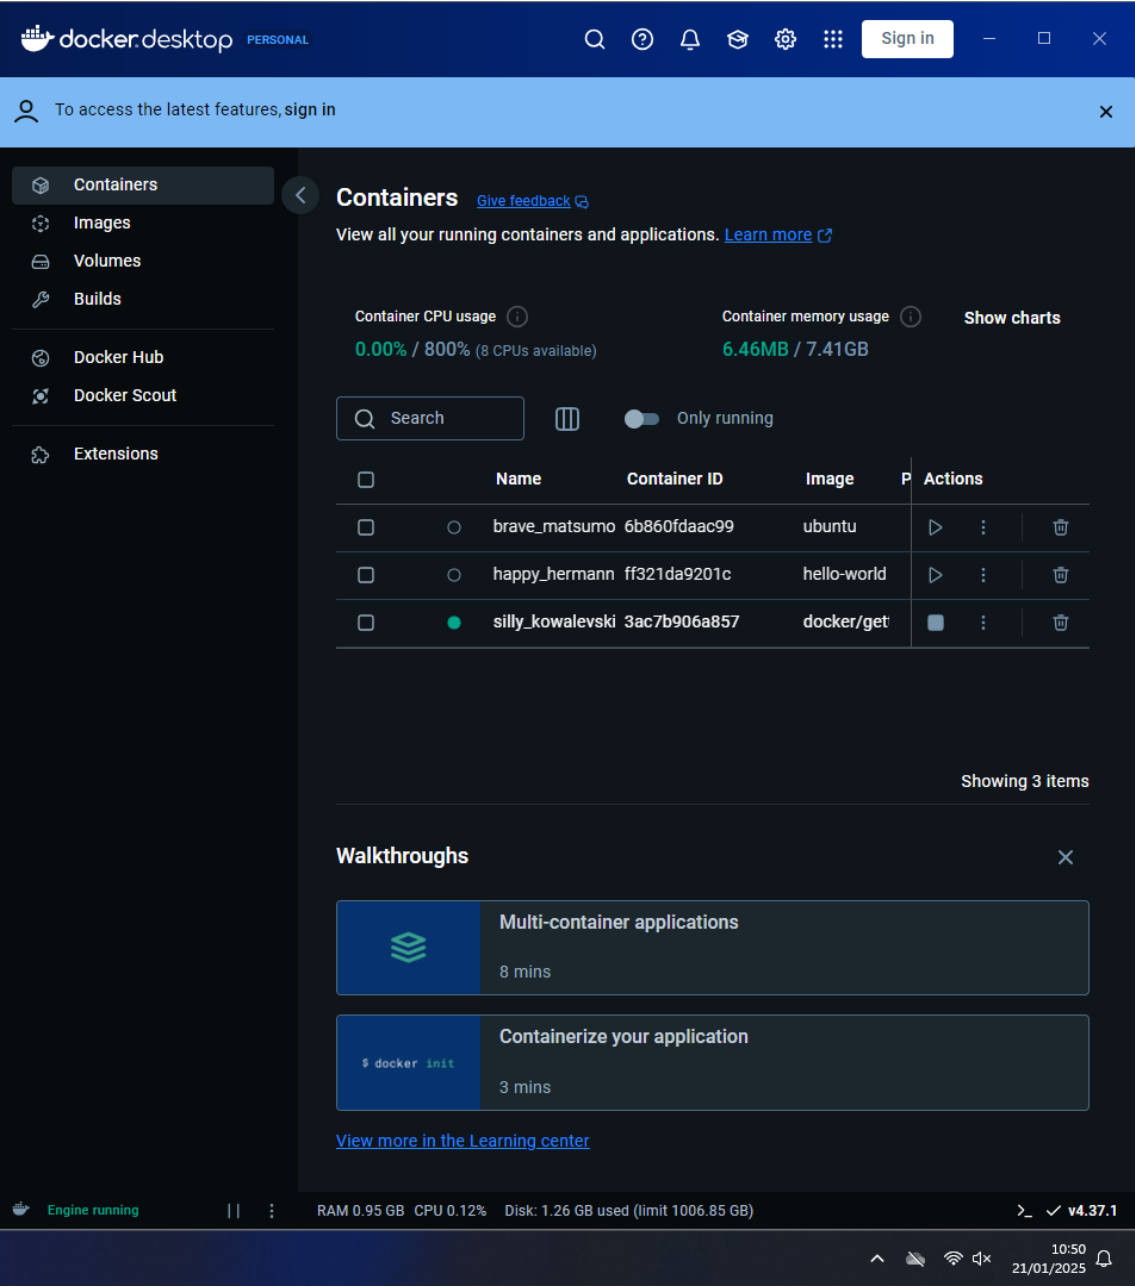 docker.desktop PERSONAL
Sign in
To access the latest features, sign in
Containers
Images
Volumes
Builds
Docker Hub
Docker Scout
Extensions
Containers Give feedback
View all your running containers and applications. Learn more
Container CPU usage
0.00% / 800% (8 CPUs available)
Container memory usage
6.46MB / 7.41GB
Show charts
Search
Only running
Name Container ID Image P Actions
brave_matsumo 6b860fdaac99 ubuntu
happy_hermann ff321da9201c hello-world
silly_kowalevski 3ac7b906a857 docker/get
Showing 3 items
Walkthroughs
Multi-container applications
8 mins
$ docker init
Containerize your application
3 mins
View more in the Learning center
Engine running
RAM 0.95 GB CPU 0.12% Disk: 1.26 GB used (limit 1006.85 GB)
>_ v4.37.1
10:50
21/01/2025